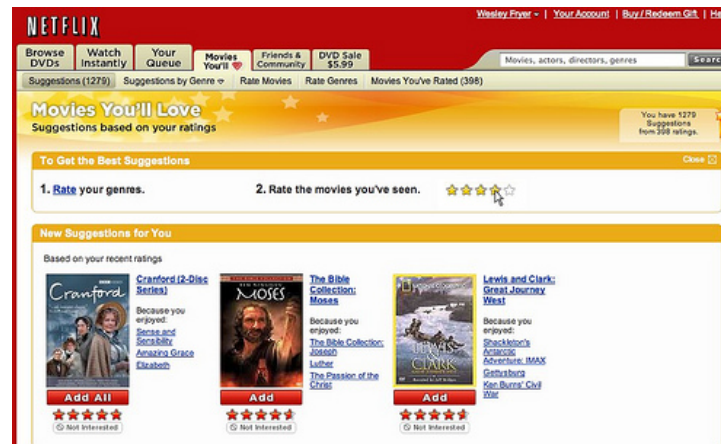 Wesley Fryer Your Account Buy / Redeem Gift
NETFLIX
Browse DVDs
Watch Instantly
Your Queue
Movies You'll
Friends & Community
DVD Sale $5.99
Movies, actors, directors, genres
Suggestions (1279) Suggestions by Genre Rate Movies Rate Genres Movies You've Rated (398)
Movies You'll Love
Suggestions based on your ratings
You have 1279
Suggestions
from 398 ratings.
To Get the Best Suggestions
Close
1. Rate your genres.
2. Rate the movies you've seen.
New Suggestions for You
Based on your recent ratings
Cranford
Cranford (2-Disc
Series)
Because you
enjoyed:
Sense and
Sensibility
Amazing Grace
Elizabeth
Add All
Not Interested
MOSES
The Bible
Collection:
Moses
Because you
enjoyed:
The Bible Collection:
Joseph
Luther
The Passion of the
Christ
Add
Not Interested
LEWIS
CLARK
Lewis and Clark:
Great Journey
West
Because you
enjoyed:
Shackleton's
Antarctic
Adventure: IMAX
Gettysburg
Ken Burns' Civil
War
Add
Not Interested